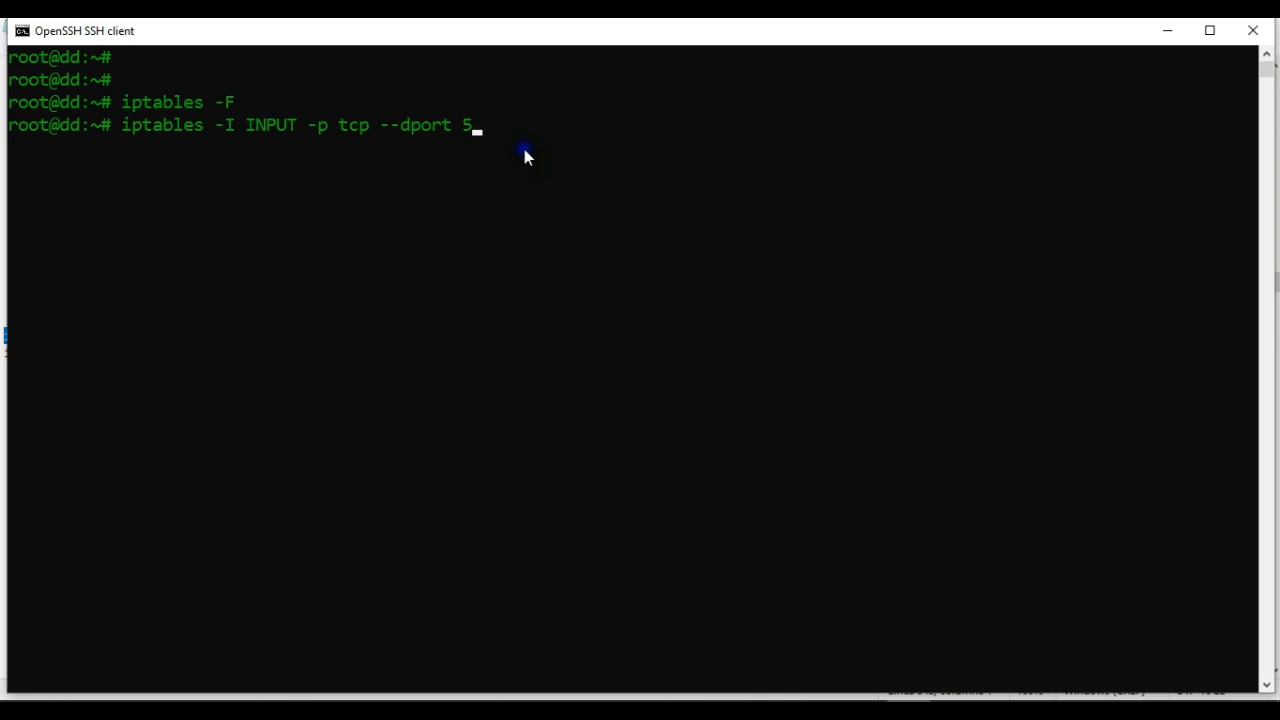 OpenSSH SSH client
root@dd:~#
root@dd:~#
root@dd:~# iptables -F
root@dd:~# iptables -I INPUT -p tcp --dport 5